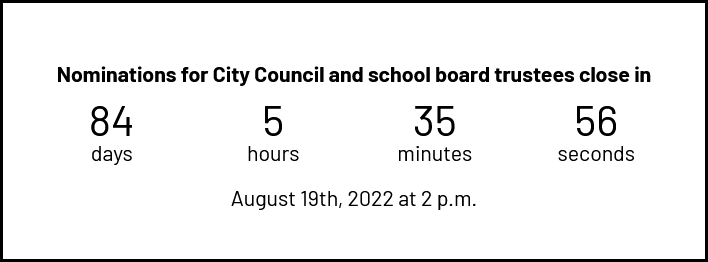 Nominations for City Council and school board trustees close in
84 5 35 56
days hours minutes seconds
August 19th, 2022 at 2 p.m.